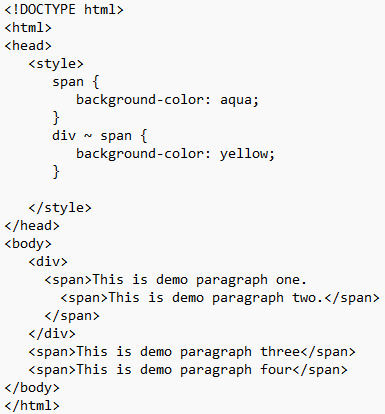 <!DOCTYPE html>
<html>
<head>
   <style>
      span {
         background-color: aqua;
      }
      div ~ span {
         background-color: yellow;
      }

   </style>
</head>
<body>
   <div>
     <span>This is demo paragraph one.
       <span>This is demo paragraph two.</span>
     </span>
   </div>
   <span>This is demo paragraph three</span>
   <span>This is demo paragraph four</span>
</body>
</html>